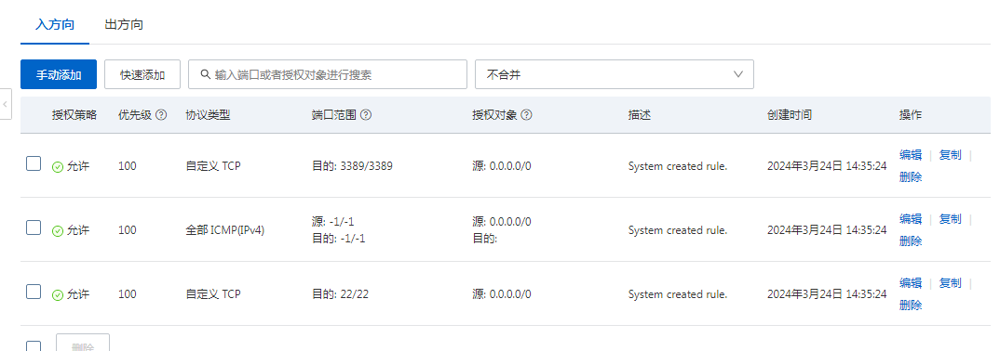 入方向 出方向
手动添加 快速添加 输入端口或者授权对象进行搜索 不合并
授权策略 优先级 协议类型 端口范围 授权对象 描述 创建时间 操作
允许 100 自定义 TCP 目的: 3389/3389 源: 0.0.0.0/0 System created rule. 2024年3月24日 14:35:24 编辑 | 复制 |
删除
允许 100 全部 ICMP(IPv4) 源: -1/-1 源: 0.0.0.0/0 System created rule. 2024年3月24日 14:35:24 编辑 | 复制 |
目的: -1/-1 目的: 删除
允许 100 自定义 TCP 目的: 22/22 源: 0.0.0.0/0 System created rule. 2024年3月24日 14:35:24 编辑 | 复制 |
删除
删除